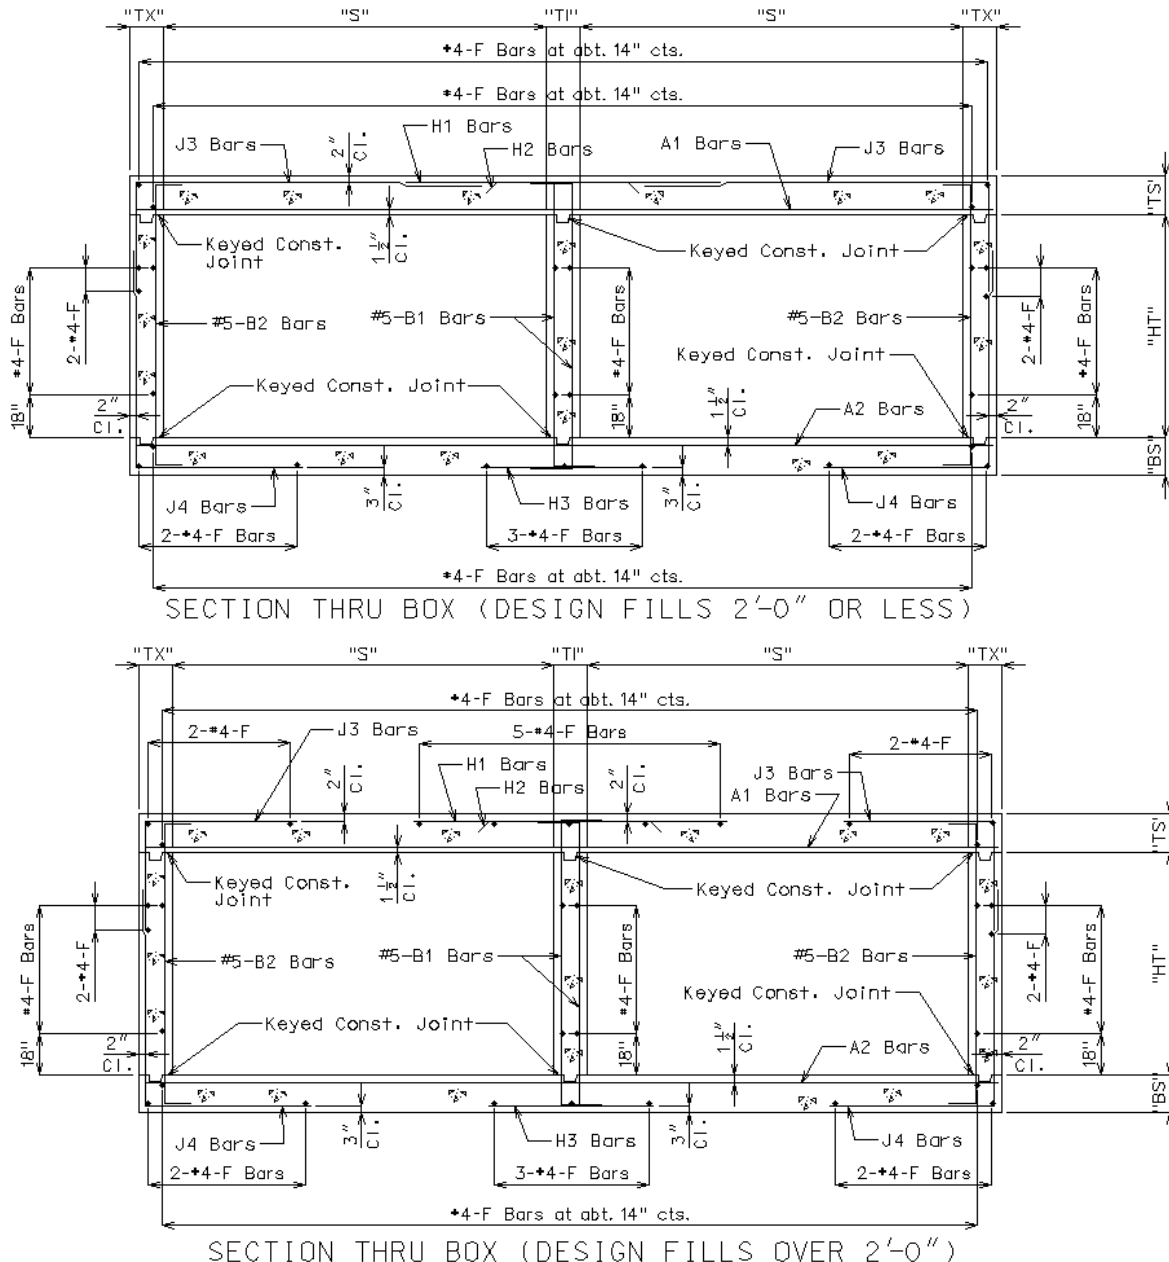 "TX" "S" "TI" "S" "TX"
#4-F Bars at abt. 14" cts.
#4-F Bars at abt. 14" cts.
J3 Bars
2" Cl.
H1 Bars
H2 Bars
A1 Bars
J3 Bars
"TS"
Keyed Const.
Joint
1 1/2" Cl.
Keyed Const. Joint
#4-F Bars
2-#4-F
#5-B2 Bars
#5-B1 Bars
#4-F Bars
#5-B2 Bars
2-#4-F
#4-F Bars
"HT"
Keyed Const. Joint
Keyed Const. Joint
18"
2"
Cl.
18"
1 1/2" Cl.
A2 Bars
18"
2"
Cl.
"BS"
J4 Bars
3" Cl.
H3 Bars
3" Cl.
J4 Bars
2-#4-F Bars
3-#4-F Bars
2-#4-F Bars
#4-F Bars at abt. 14" cts.
SECTION THRU BOX (DESIGN FILLS 2'-0" OR LESS)
"TX" "S" "TI" "S" "TX"
#4-F Bars at abt. 14" cts.
2-#4-F
J3 Bars
5-#4-F Bars
2-#4-F
2" Cl.
H1 Bars
H2 Bars
2" Cl.
J3 Bars
A1 Bars
"TS"
Keyed Const.
Joint
1 1/2" Cl.
Keyed Const. Joint
#4-F Bars
2-#4-F
#5-B2 Bars
#5-B1 Bars
#4-F Bars
#5-B2 Bars
2-#4-F
#4-F Bars
"HT"
Keyed Const. Joint
Keyed Const. Joint
18"
2"
Cl.
18"
1 1/2" Cl.
A2 Bars
18"
2"
Cl.
"BS"
J4 Bars
3" Cl.
H3 Bars
3" Cl.
J4 Bars
2-#4-F Bars
3-#4-F Bars
2-#4-F Bars
#4-F Bars at abt. 14" cts.
SECTION THRU BOX (DESIGN FILLS OVER 2'-0")